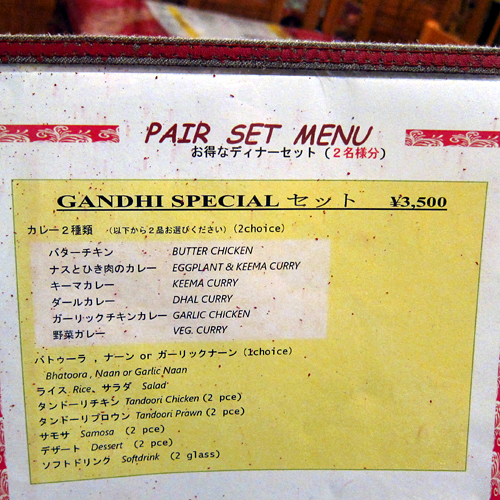 PAIR SET MENU
お得なディナーセット (２名様分)
GANDHI SPECIAL セット ¥3,500
カレー２種類 (以下から２品お選びください) (2choice)
バターチキン BUTTER CHICKEN
ナスとひき肉のカレー EGGPLANT & KEEMA CURRY
キーマカレー KEEMA CURRY
ダールカレー DHAL CURRY
ガーリックチキンカレー GARLIC CHICKEN
野菜カレー VEG. CURRY
バトゥーラ , ナーン or ガーリックナーン (1choice)
Bhatoora , Naan or Garlic Naan
ライス Rice、サラダ Salad
タンドーリチキン Tandoori Chicken (2 pce)
タンドーリプロウン Tandoori Prawn (2 pce)
サモサ Samosa (2 pce)
デザート Dessert (2 pce)
ソフトドリンク Softdrink (2 glass)